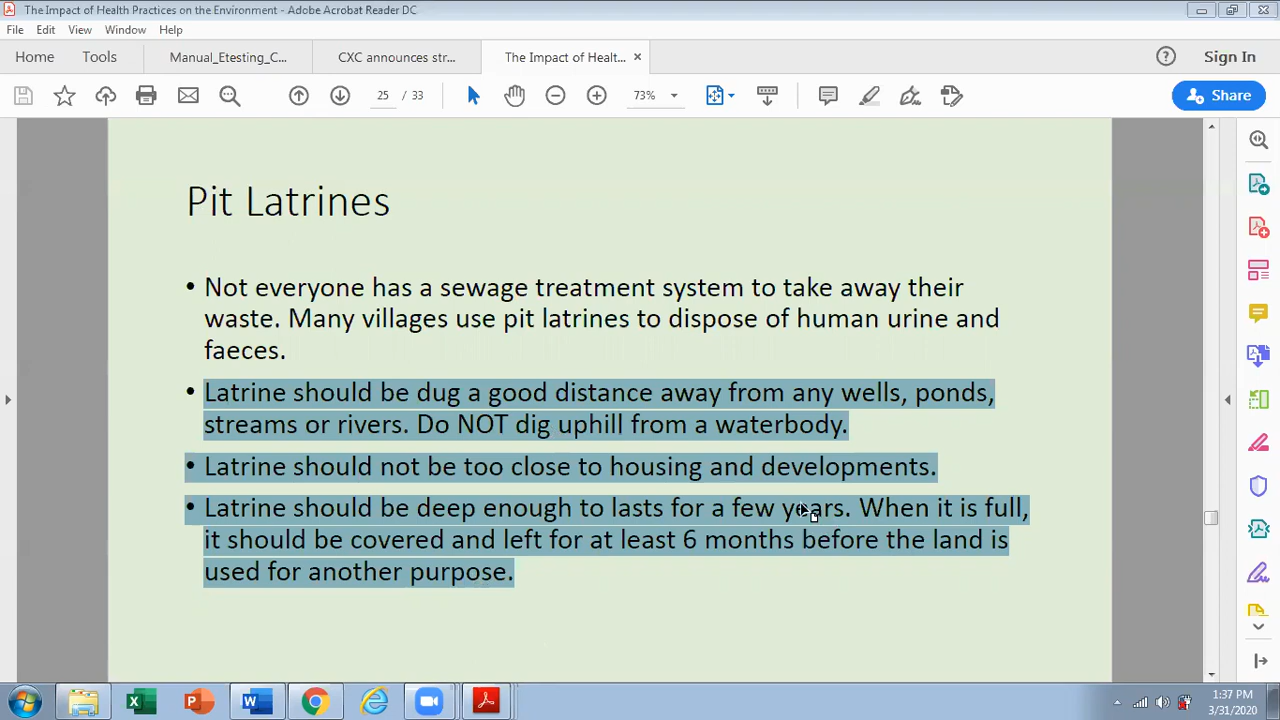 The Impact of Health Practices on the Environment - Adobe Acrobat Reader DC
File Edit View Window Help
Home Tools Manual_Etesting_C... CXC announces str... The Impact of Healt... ×
25 / 33 73% Share
Sign In
Pit Latrines
• Not everyone has a sewage treatment system to take away their
waste. Many villages use pit latrines to dispose of human urine and
faeces.
• Latrine should be dug a good distance away from any wells, ponds,
streams or rivers. Do NOT dig uphill from a waterbody.
• Latrine should not be too close to housing and developments.
• Latrine should be deep enough to lasts for a few years. When it is full,
it should be covered and left for at least 6 months before the land is
used for another purpose.
1:37 PM
3/31/2020